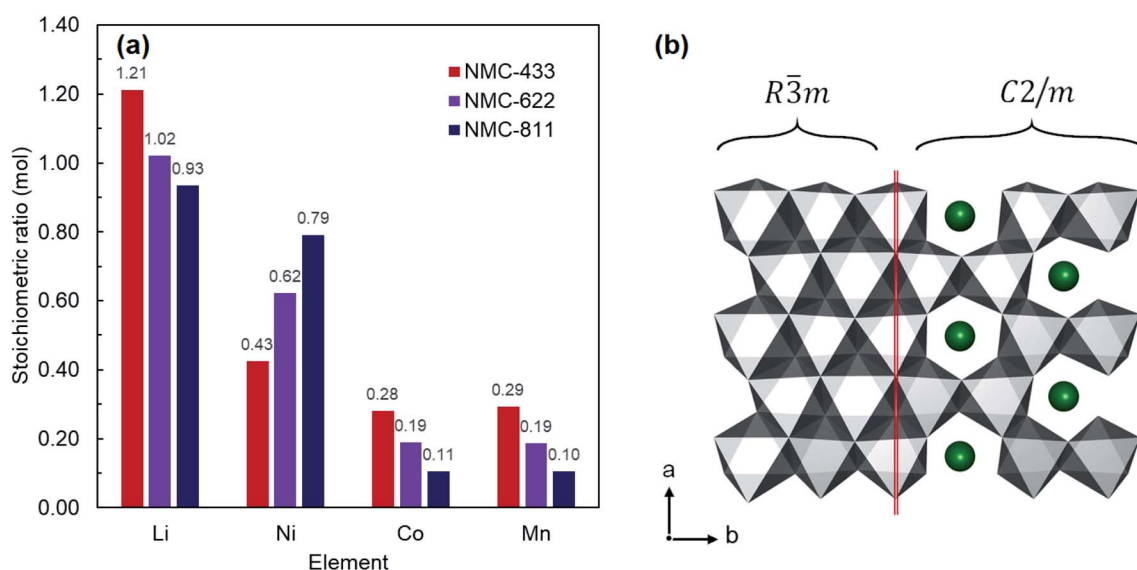 (a)
NMC-433
NMC-622
NMC-811
Stoichiometric ratio (mol)
1.40
1.20
1.00
0.80
0.60
0.40
0.20
0.00
1.21
1.02
0.93
0.43
0.62
0.79
0.28
0.19
0.11
0.29
0.19
0.10
Li Ni Co Mn
Element
(b)
R3̅m C2/m
a
b